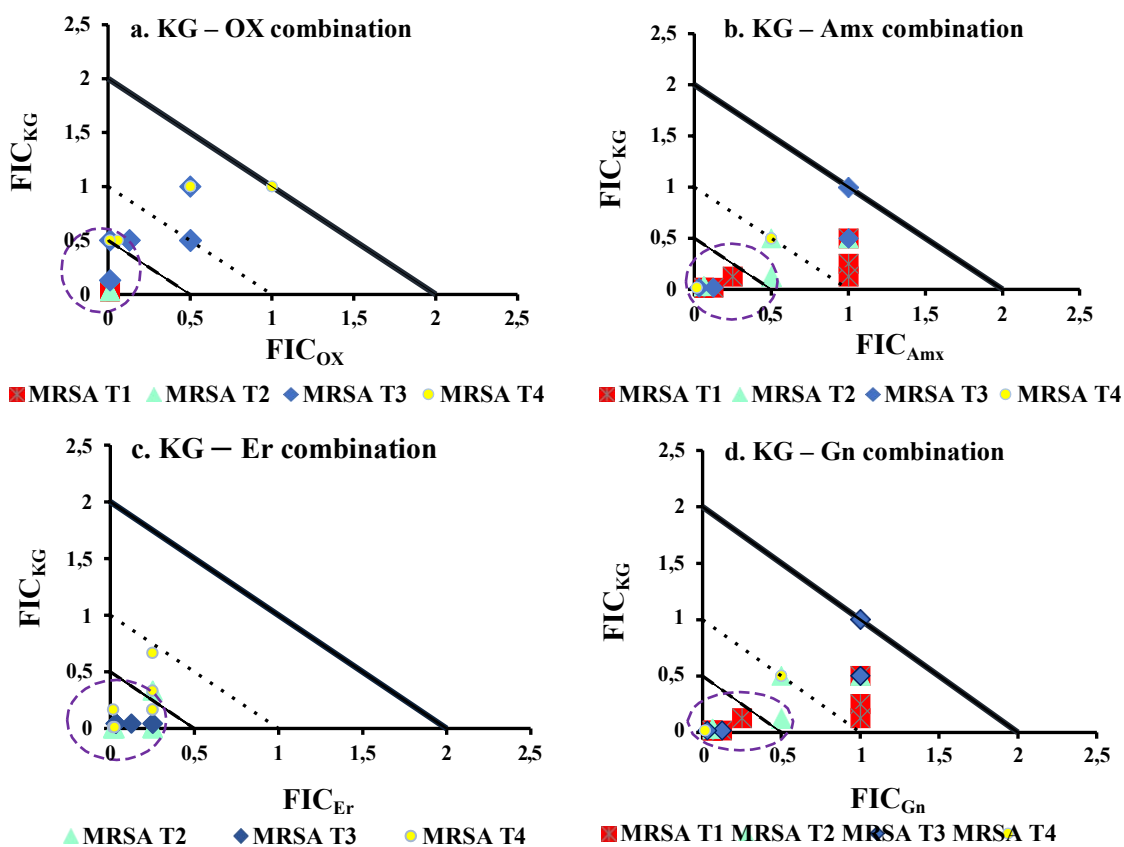 a. KG – OX combination
2,5
2
1,5
1
0,5
0
0 0,5 1 1,5 2 2,5
FICKG
FICOX
MRSA T1 MRSA T2 MRSA T3 MRSA T4
b. KG – Amx combination
2,5
2
1,5
1
0,5
0
0 0,5 1 1,5 2 2,5
FICKG
FICAmx
MRSA T1 MRSA T2 MRSA T3 MRSA T4
c. KG – Er combination
2,5
2
1,5
1
0,5
0
0 0,5 1 1,5 2 2,5
FICKG
FICEr
MRSA T2 MRSA T3 MRSA T4
d. KG – Gn combination
2,5
2
1,5
1
0,5
0
0 0,5 1 1,5 2 2,5
FICKG
FICGn
MRSA T1 MRSA T2 MRSA T3 MRSA T4